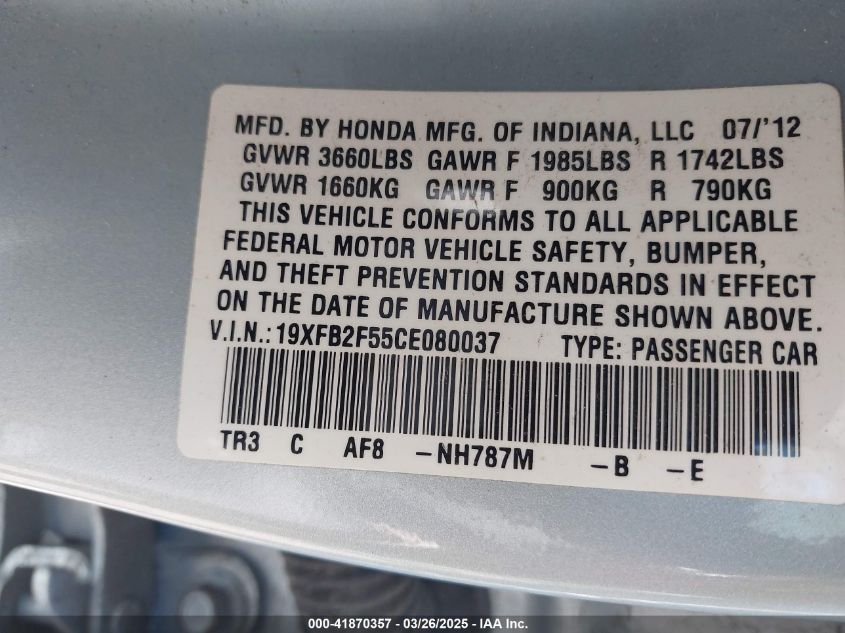 MFD. BY HONDA MFG. OF INDIANA, LLC 07/'12
GVWR 3660LBS GAWR F 1985LBS R 1742LBS
GVWR 1660KG GAWR F 900KG R 790KG
THIS VEHICLE CONFORMS TO ALL APPLICABLE
FEDERAL MOTOR VEHICLE SAFETY, BUMPER,
AND THEFT PREVENTION STANDARDS IN EFFECT
ON THE DATE OF MANUFACTURE SHOWN ABOVE.
V.I.N.:19XFB2F55CE080037 TYPE: PASSENGER CAR
TR3 C AF8 -NH787M -B -E
000-41870357 - 03/26/2025 - IAA Inc.